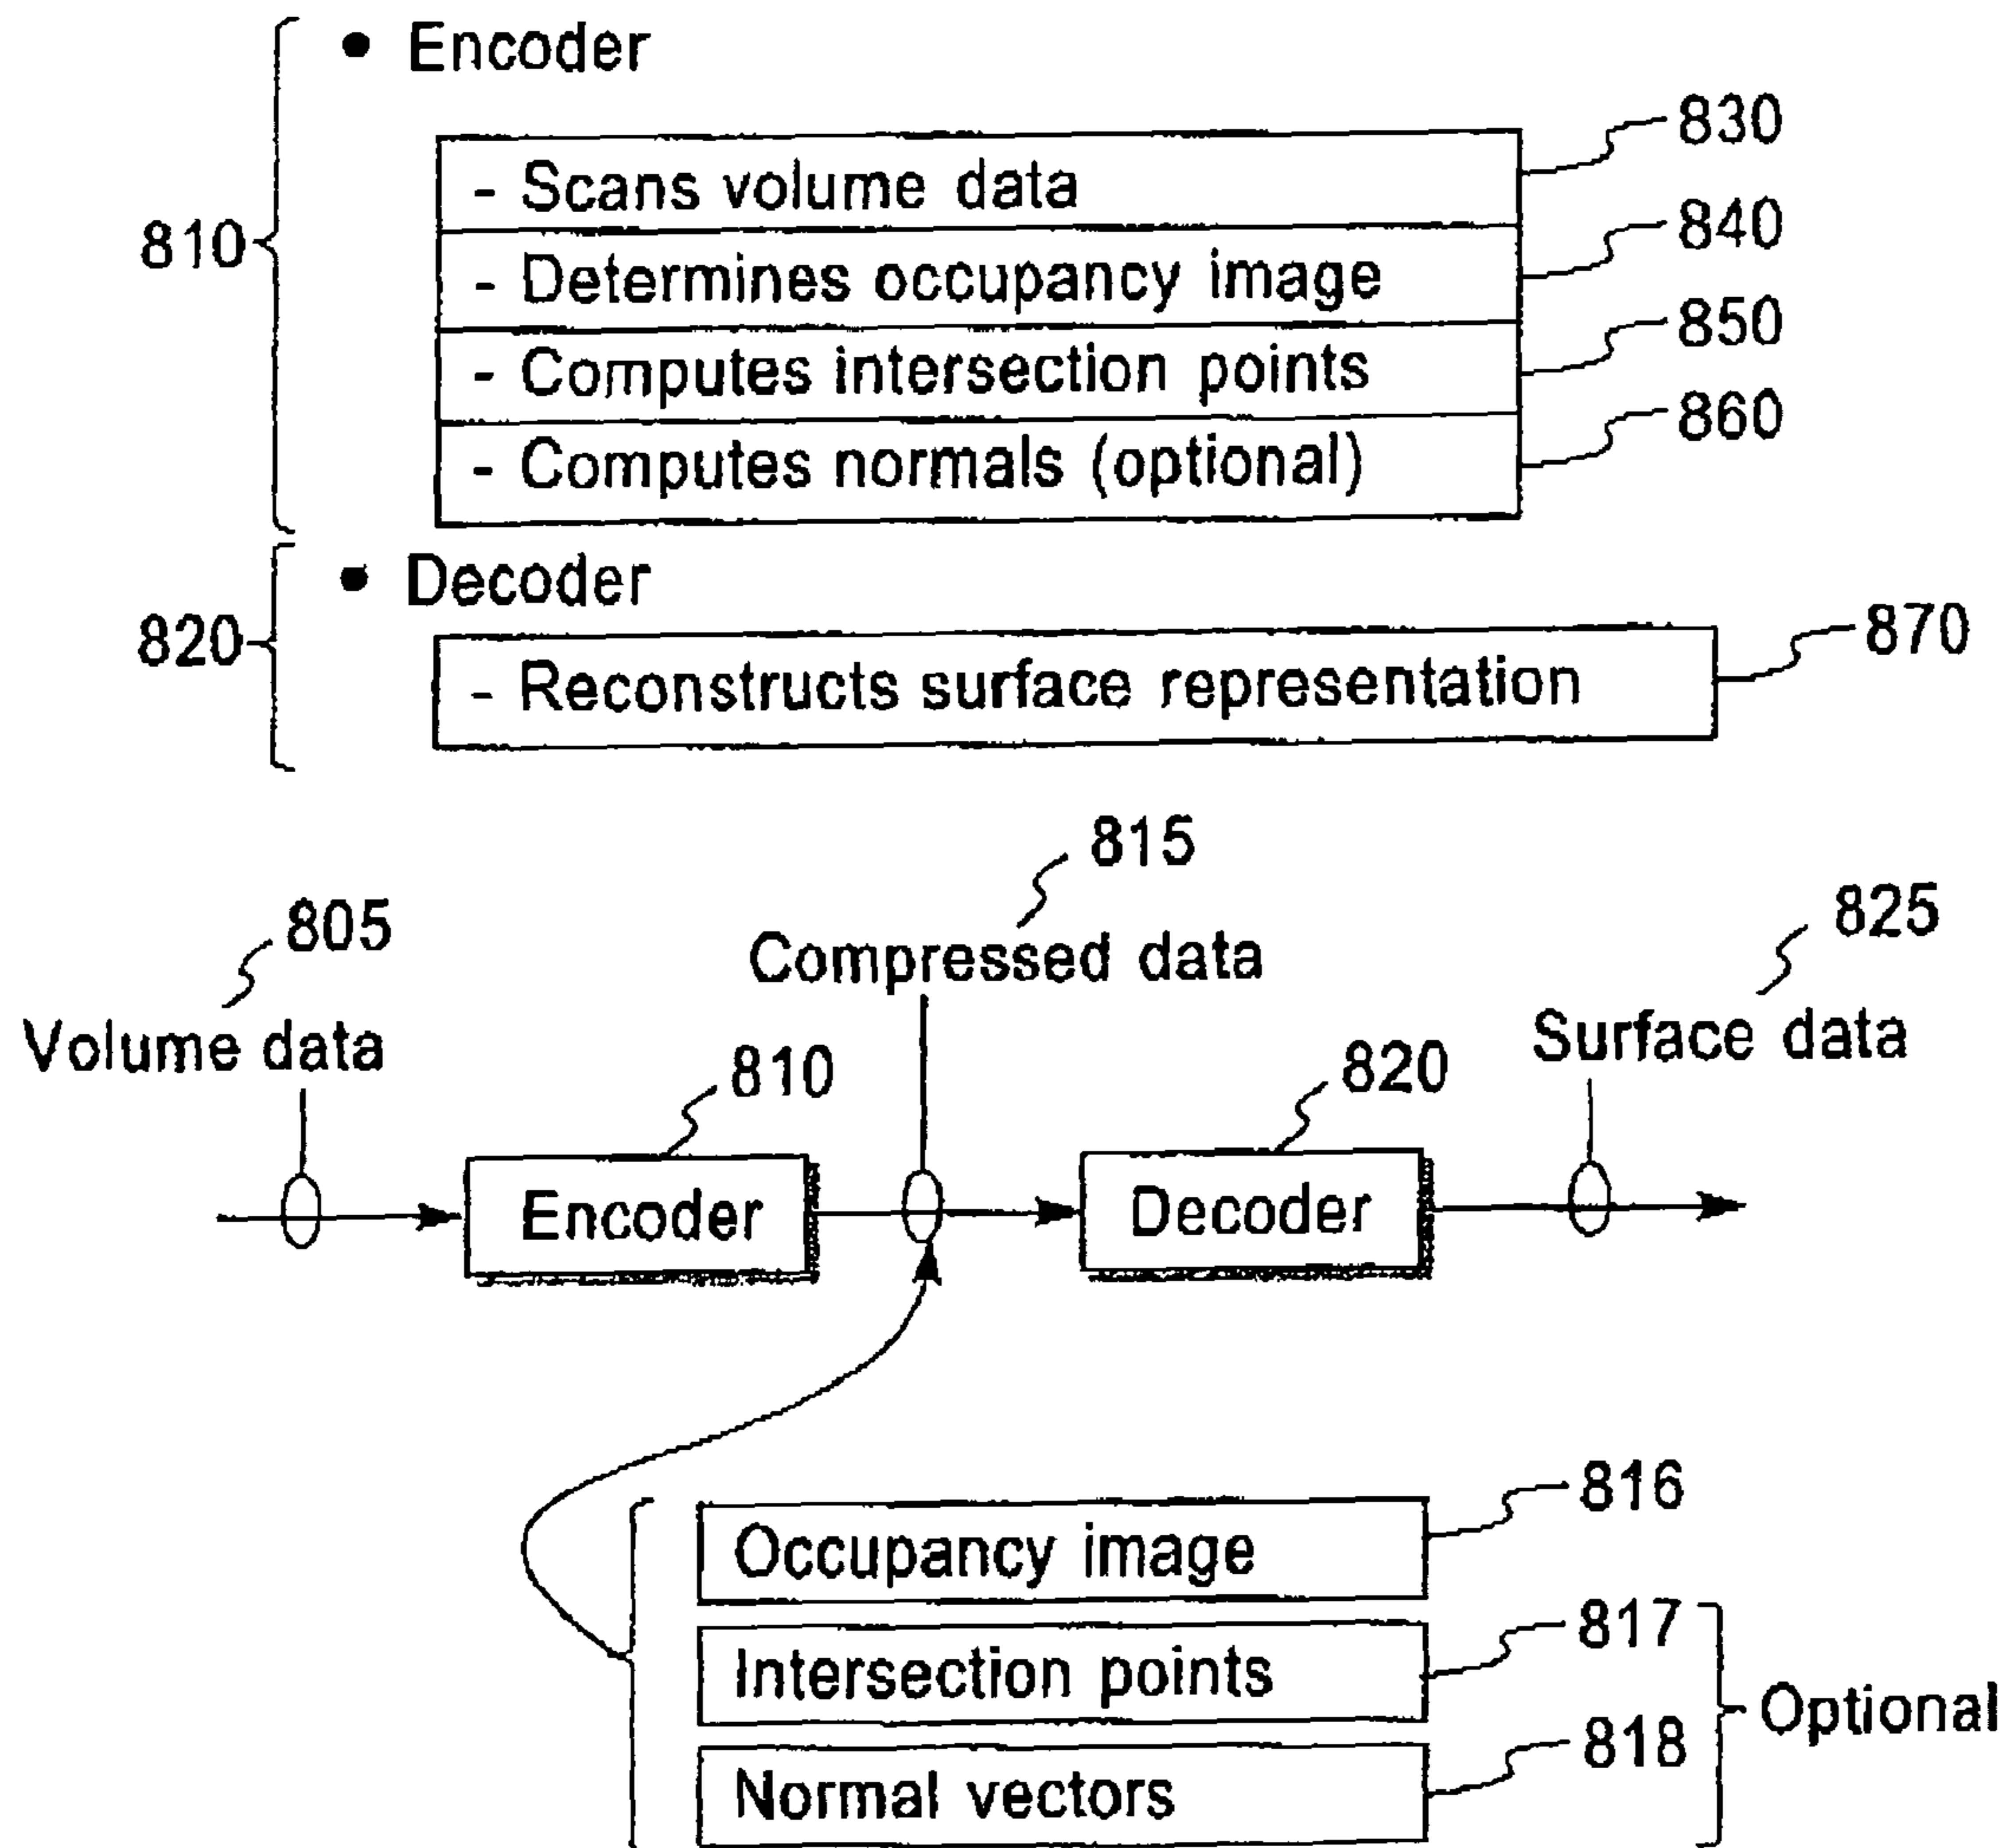 • Encoder
830
- Scans volume data
840
810
- Determines occupancy image
850
- Computes intersection points
860
- Computes normals (optional)
• Decoder
820
870
- Reconstructs surface representation
815
805
825
Compressed data
Volume data
Surface data
810
820
Encoder
Decoder
816
Occupancy image
817
Intersection points
Optional
818
Normal vectors